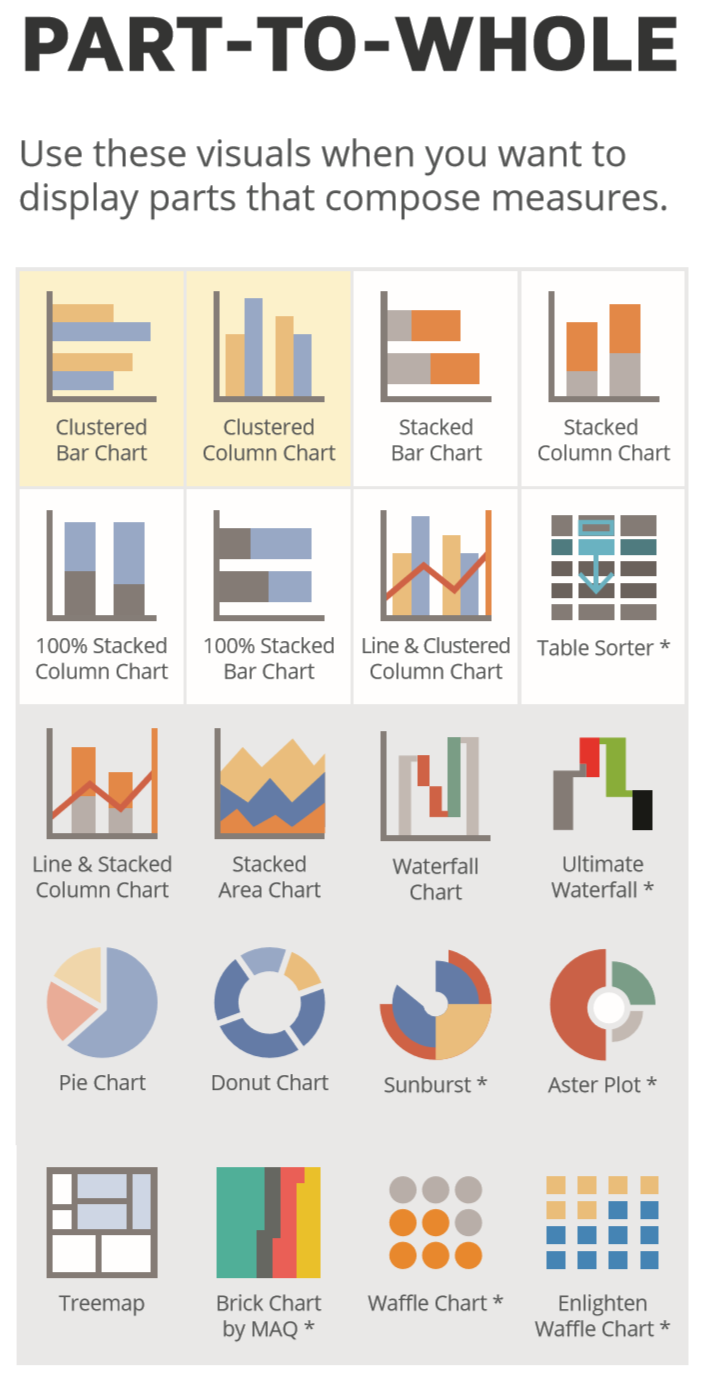 PART-TO-WHOLE
Use these visuals when you want to
display parts that compose measures.
Clustered
Bar Chart
Clustered
Column Chart
Stacked
Bar Chart
Stacked
Column Chart
100% Stacked
Column Chart
100% Stacked
Bar Chart
Line & Clustered
Column Chart
Table Sorter *
Line & Stacked
Column Chart
Stacked
Area Chart
Waterfall
Chart
Ultimate
Waterfall *
Pie Chart
Donut Chart
Sunburst *
Aster Plot *
Treemap
Brick Chart
by MAQ *
Waffle Chart *
Enlighten
Waffle Chart *